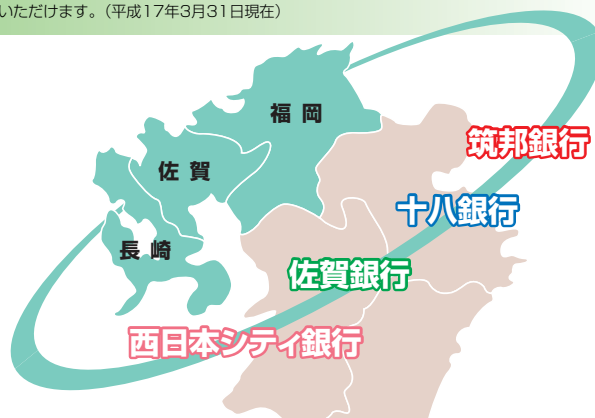 いただけます。（平成17年3月31日現在）
福岡
佐賀
長崎
筑邦銀行
十八銀行
佐賀銀行
西日本シティ銀行